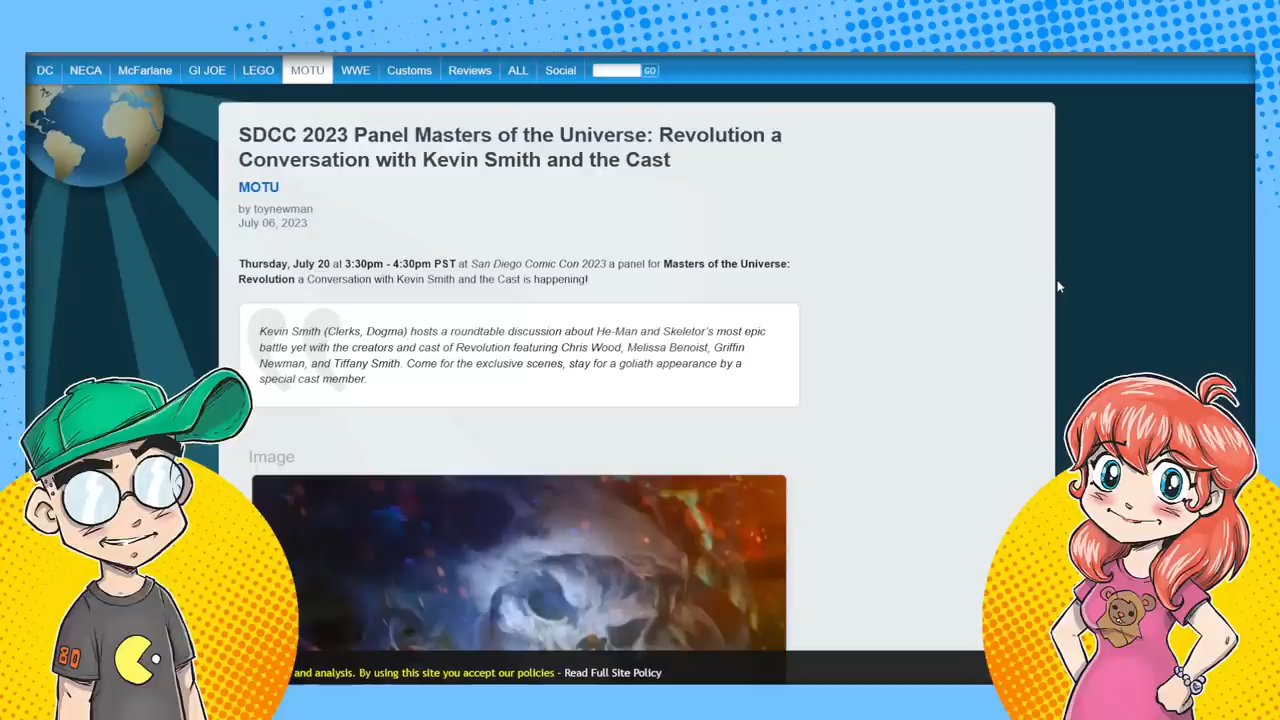 DC NECA McFarlane GI JOE LEGO MOTU WWE Customs Reviews ALL Social GO
SDCC 2023 Panel Masters of the Universe: Revolution a
Conversation with Kevin Smith and the Cast
MOTU
by toynewman
July 06, 2023
Thursday, July 20 at 3:30pm - 4:30pm PST at San Diego Comic Con 2023 a panel for Masters of the Universe:
Revolution a Conversation with Kevin Smith and the Cast is happening!
Kevin Smith (Clerks, Dogma) hosts a roundtable discussion about He-Man and Skeletor's most epic
battle yet with the creators and cast of Revolution featuring Chris Wood, Melissa Benoist, Griffin
Newman, and Tiffany Smith. Come for the exclusive scenes, stay for a goliath appearance by a
special cast member.
Image
and analysis. By using this site you accept our policies - Read Full Site Policy
80